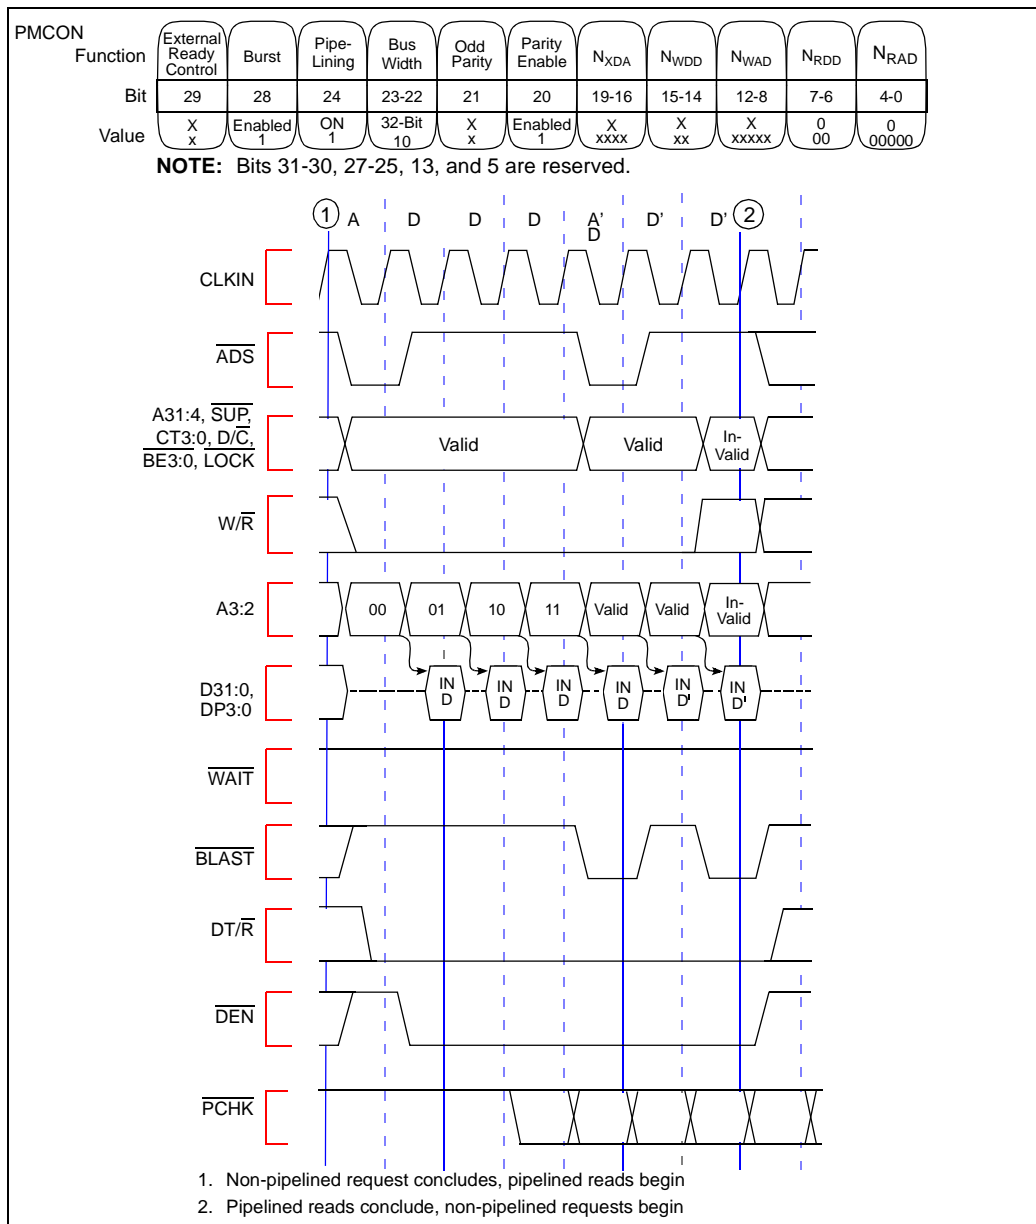 PMCON
Function External Ready Control Burst Pipe-Lining Bus Width Odd Parity Parity Enable NXDA NWDD NWAD NRDD NRAD
Bit 29 28 24 23-22 21 20 19-16 15-14 12-8 7-6 4-0
Value X x Enabled 1 ON 1 32-Bit 10 X x Enabled 1 X xxxx X xx X xxxxx 0 00 0 00000
NOTE: Bits 31-30, 27-25, 13, and 5 are reserved.
1 A D D D A' D D' D' 2
CLKIN
ADS
A31:4, SUP,
CT3:0, D/C,
BE3:0, LOCK
Valid Valid In-Valid
W/R
A3:2 00 01 10 11 Valid Valid In-Valid
D31:0,
DP3:0
IN D IN D IN D IN D IN D' IN D'
WAIT
BLAST
DT/R
DEN
PCHK
1. Non-pipelined request concludes, pipelined reads begin
2. Pipelined reads conclude, non-pipelined requests begin